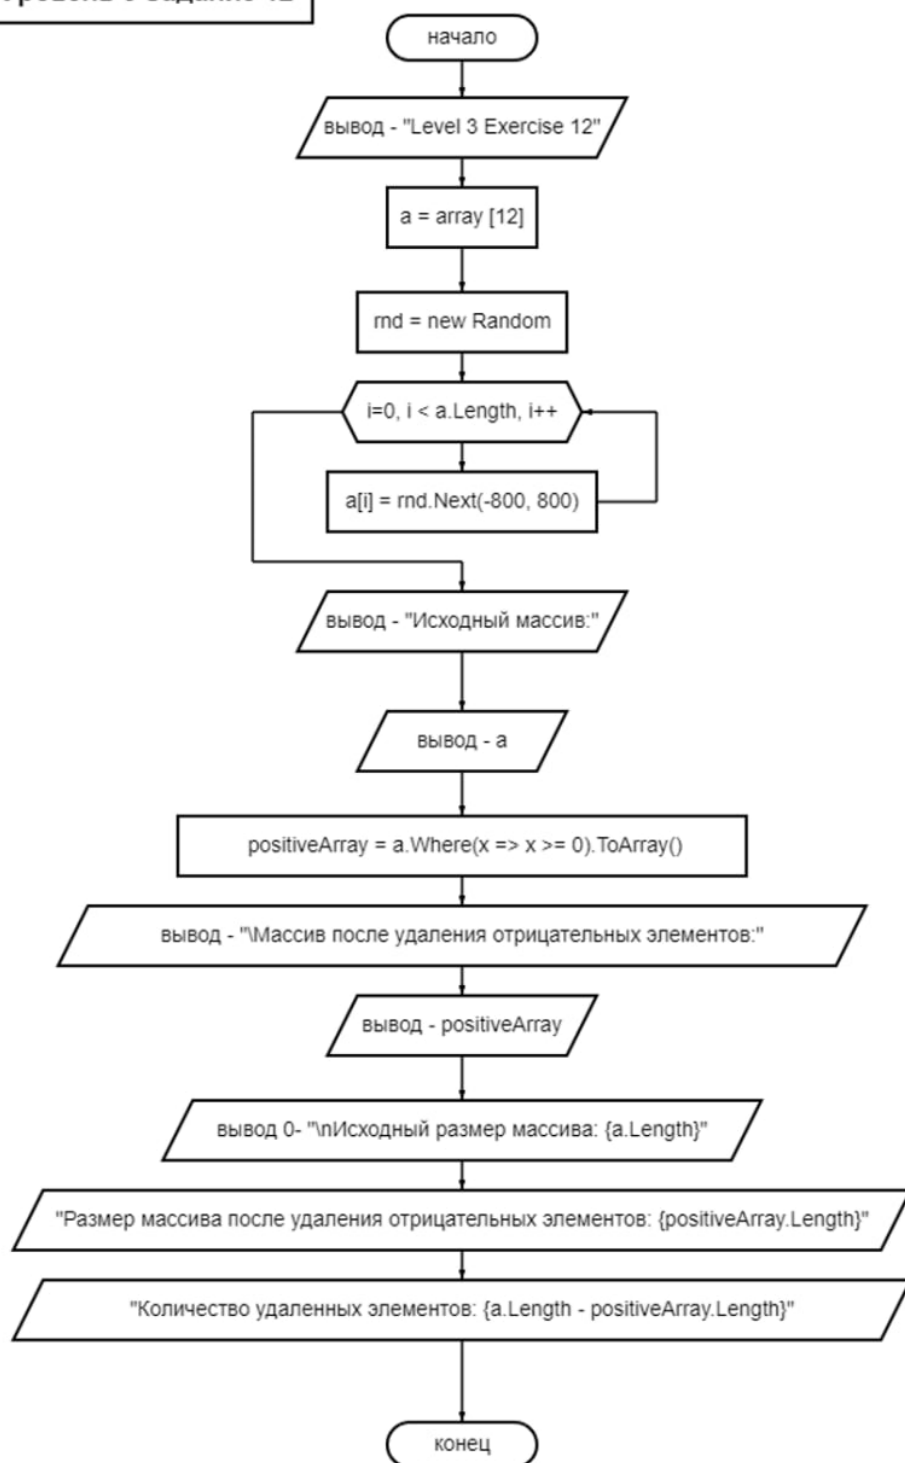 начало
вывод - "Level 3 Exercise 12"
a = array [12]
rnd = new Random
i=0, i < a.Length, i++
a[i] = rnd.Next(-800, 800)
вывод - "Исходный массив:"
вывод - a
positiveArray = a.Where(x => x >= 0).ToArray()
вывод - "\Массив после удаления отрицательных элементов:"
вывод - positiveArray
вывод 0- "\nИсходный размер массива: {a.Length}"
"Размер массива после удаления отрицательных элементов: {positiveArray.Length}"
"Количество удаленных элементов: {a.Length - positiveArray.Length}"
конец